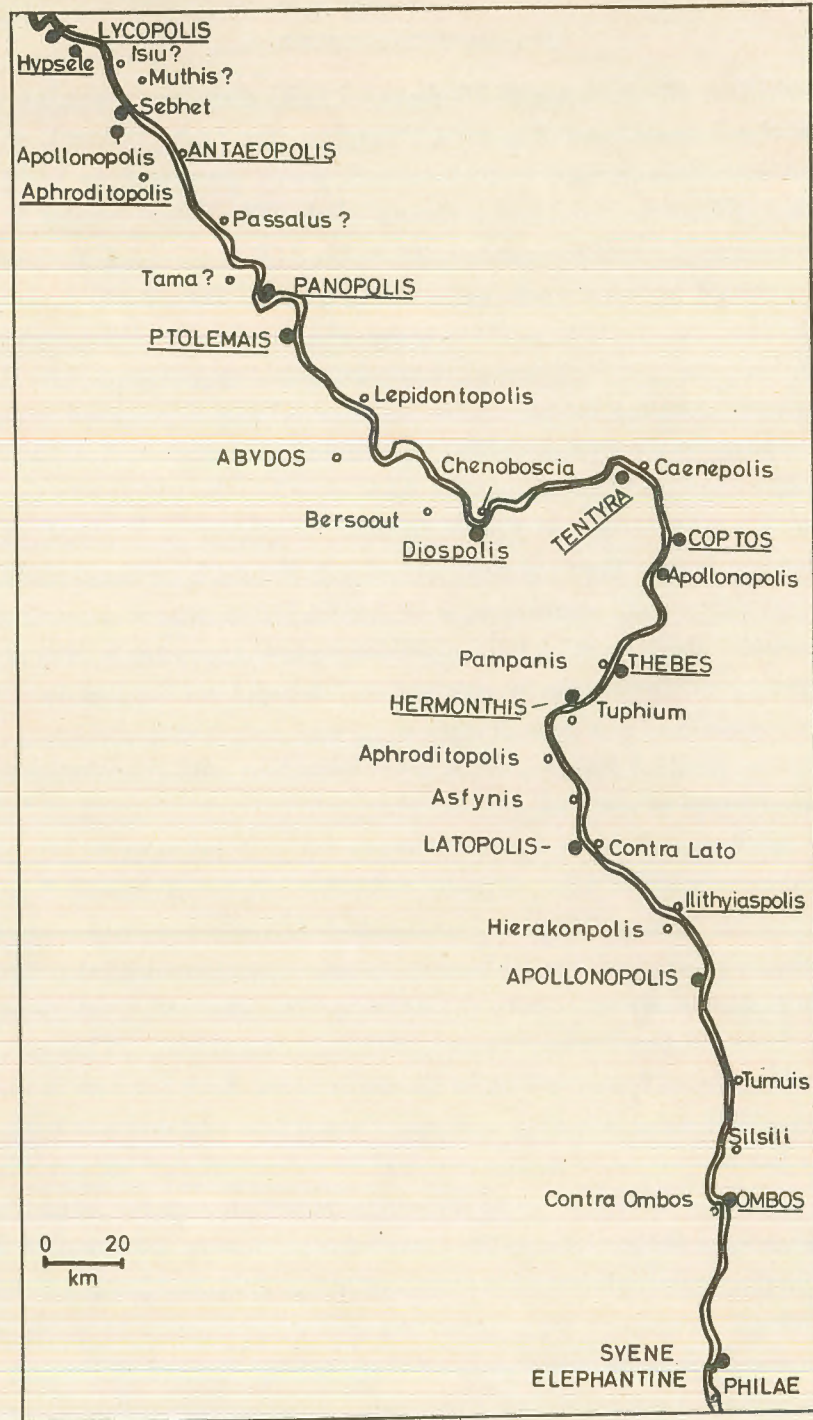 LYCOPOLIS
Hypsele
Isiu?
Muthis?
Sebhet
Apollonopolis
ANTAEOPOLIS
Aphroditopolis
Passalus?
Tama?
PANOPOLIS
PTOLEMAIS
Lepidontopolis
ABYDOS
Chenoboscia
Caenepolis
Bersoout
TENTYRA
Diospolis
COPTOS
Apollonopolis
Pampanis
THEBES
HERMONTHIS
Tuphium
Aphroditopolis
Asfynis
LATOPOLIS
Contra Lato
Ilithyiaspolis
Hierakonpolis
APOLLONOPOLIS
Tumuis
Silsili
Contra Ombos
OMBOS
0 20
km
SYENE
ELEPHANTINE
PHILAE